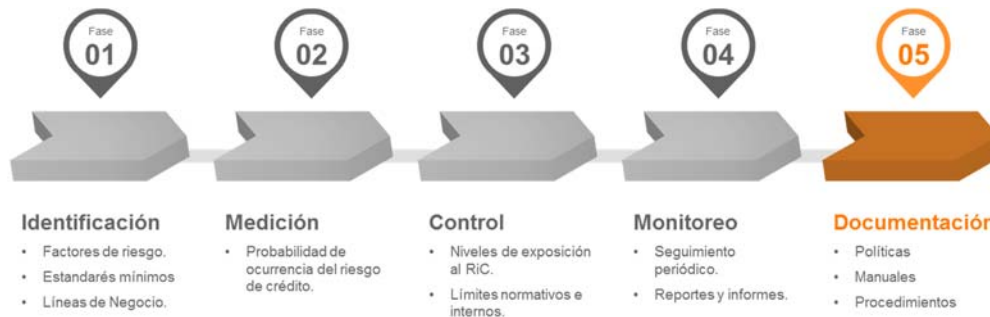 Fase
01
Fase
02
Fase
03
Fase
04
Fase
05
Identificación
• Factores de riesgo.
• Estandarés mínimos
• Líneas de Negocio.
Medición
• Probabilidad de
ocurrencia del riesgo
de crédito.
Control
• Niveles de exposición
al RiC.
• Límites normativos e
internos.
Monitoreo
• Seguimiento
periódico.
• Reportes y informes.
Documentación
• Políticas
• Manuales
• Procedimientos